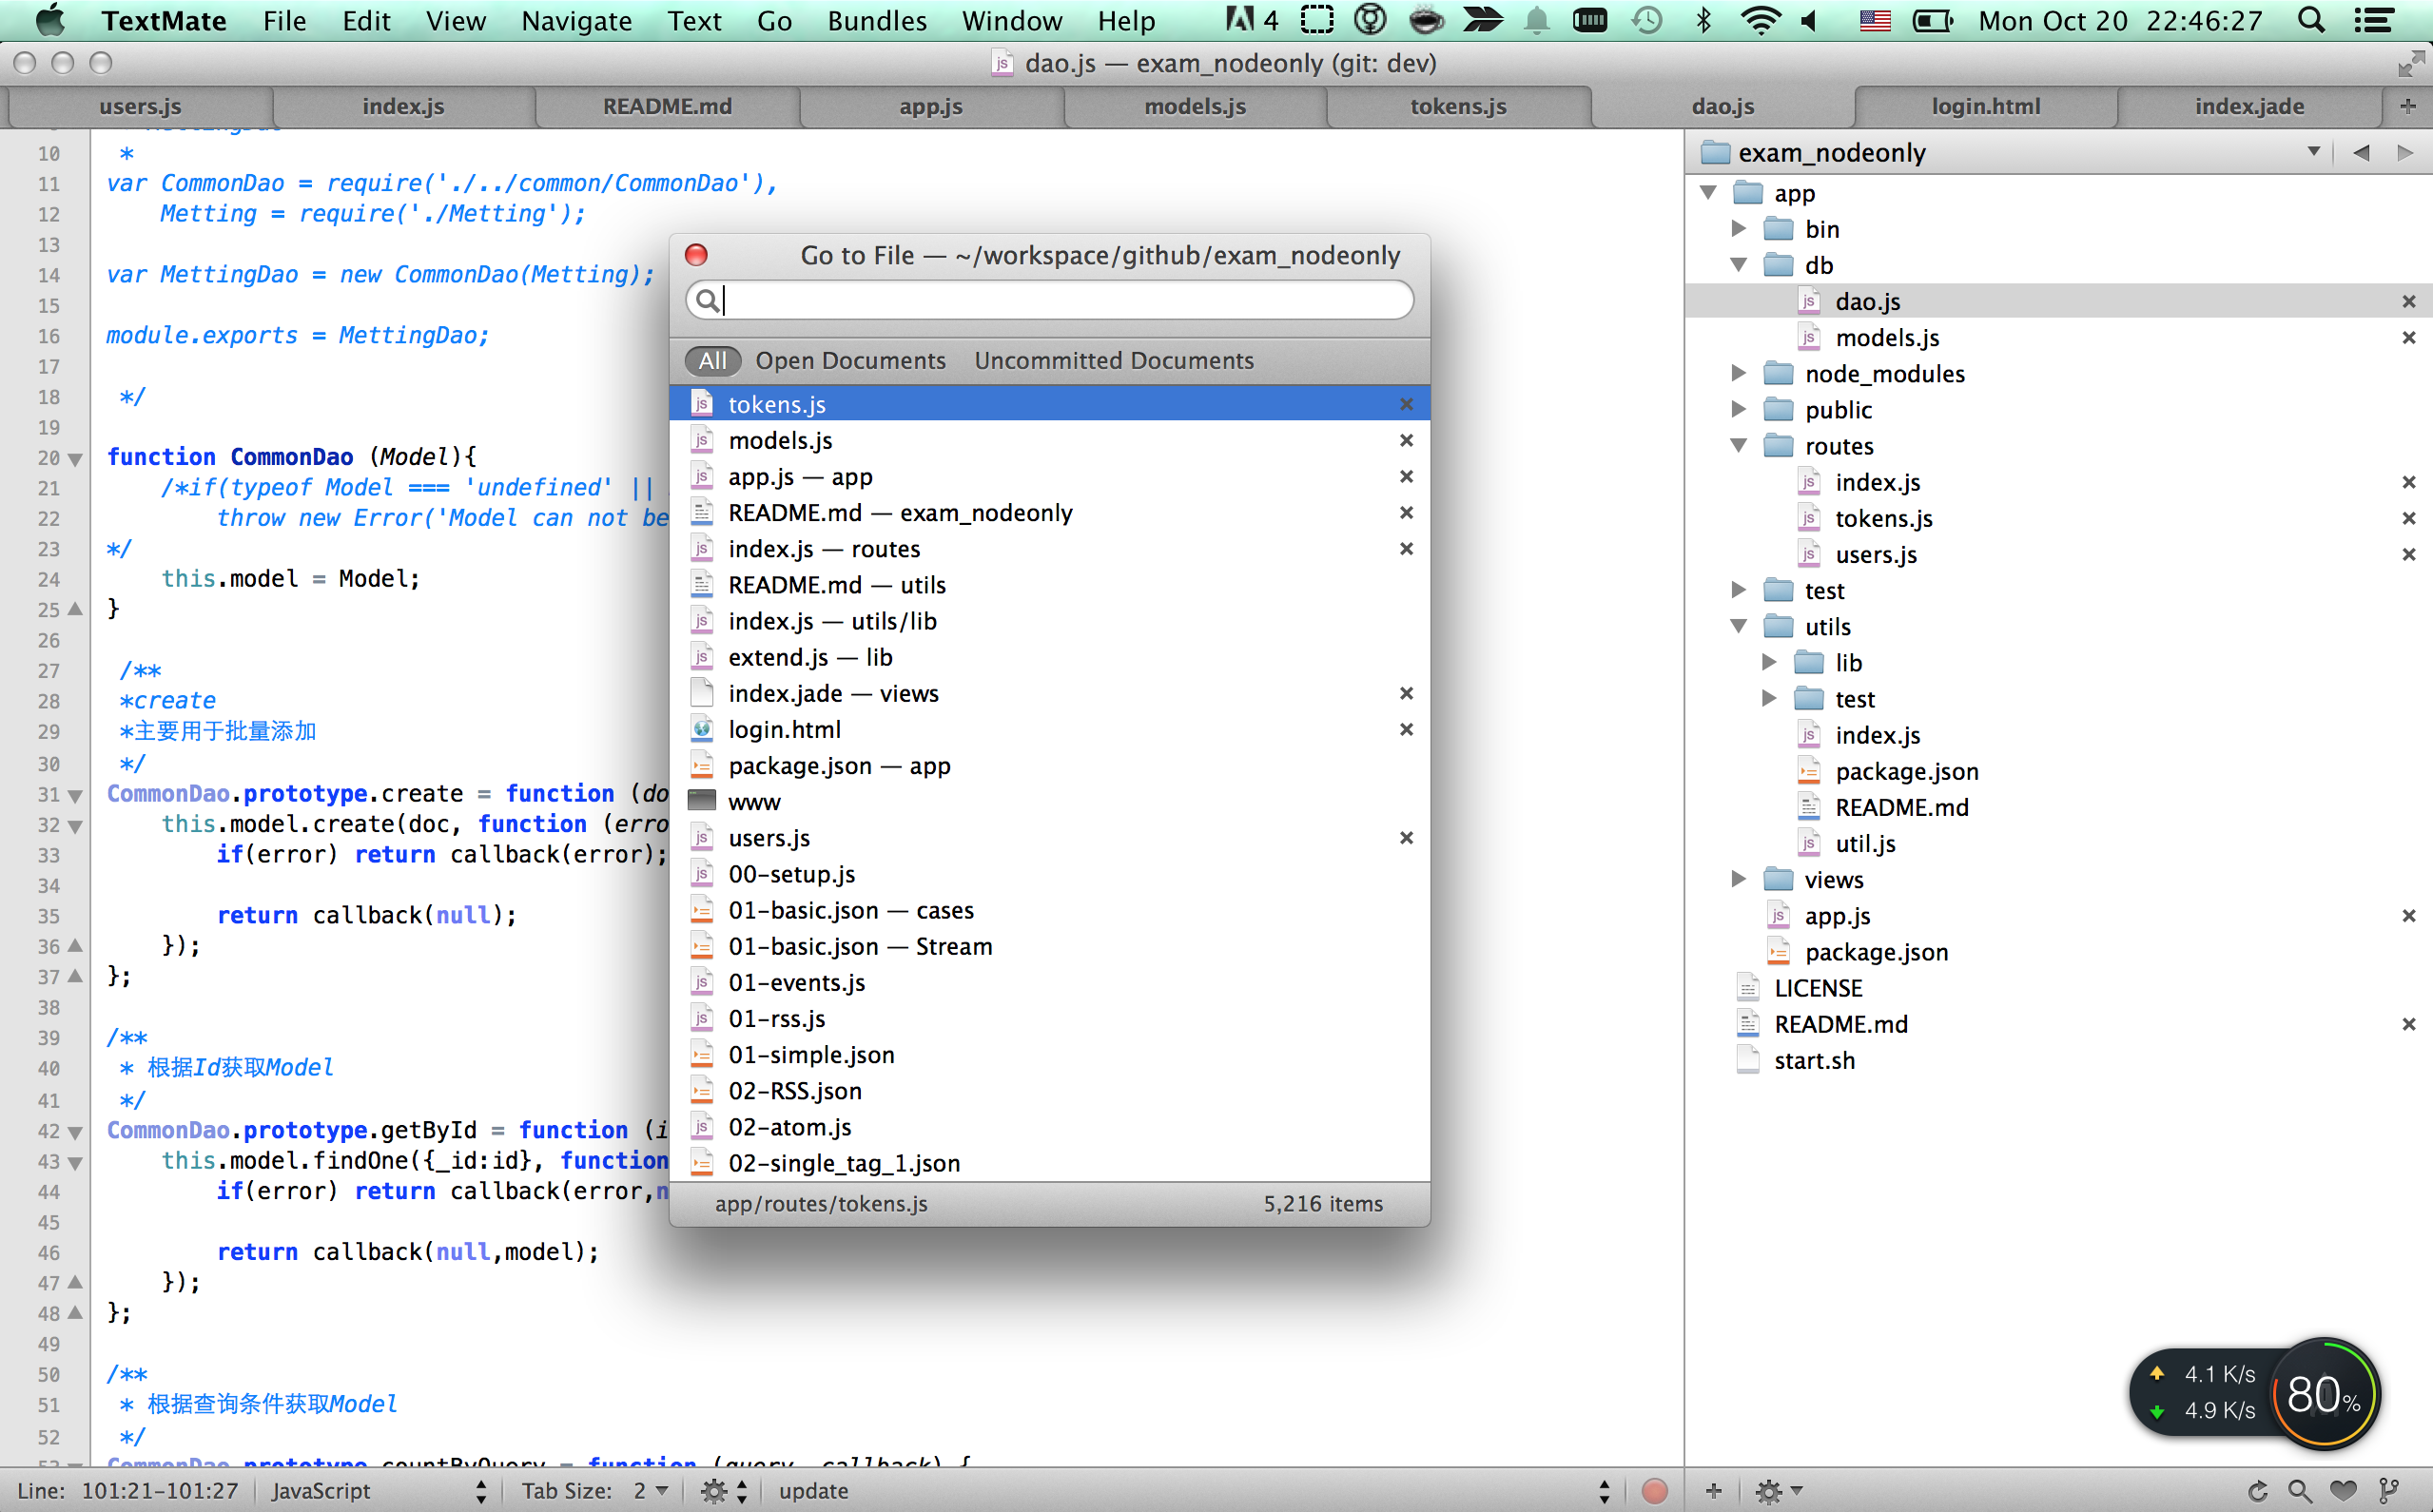 TextMate File Edit View Navigate Text Go Bundles Window Help 4 Mon Oct 20 22:46:27
dao.js — exam_nodeonly (git: dev)
users.js index.js README.md app.js models.js tokens.js dao.js login.html index.jade
10 *
11 var CommonDao = require('./../common/CommonDao'),
12 Metting = require('./Metting');
13
14 var MettingDao = new CommonDao(Metting);
15
16 module.exports = MettingDao;
17
18 */
19
20 function CommonDao (Model){
21 /*if(typeof Model === 'undefined' ||
22 throw new Error('Model can not be
23 */
24 this.model = Model;
25 }
26
27 /**
28 *create
29 *主要用于批量添加
30 */
31 CommonDao.prototype.create = function (do
32 this.model.create(doc, function (erro
33 if(error) return callback(error);
34
35 return callback(null);
36 });
37 };
38
39 /**
40 * 根据Id获取Model
41 */
42 CommonDao.prototype.getById = function (i
43 this.model.findOne({_id:id}, function
44 if(error) return callback(error,n
45
46 return callback(null,model);
47 });
48 };
49
50 /**
51 * 根据查询条件获取Model
52 */
CommonDao.prototype.countByQuery = function (query, callback) {
Go to File — ~/workspace/github/exam_nodeonly
All Open Documents Uncommitted Documents
tokens.js
models.js
app.js — app
README.md — exam_nodeonly
index.js — routes
README.md — utils
index.js — utils/lib
extend.js — lib
index.jade — views
login.html
package.json — app
www
users.js
00-setup.js
01-basic.json — cases
01-basic.json — Stream
01-events.js
01-rss.js
01-simple.json
02-RSS.json
02-atom.js
02-single_tag_1.json
app/routes/tokens.js 5,216 items
exam_nodeonly
app
bin
db
dao.js
models.js
node_modules
public
routes
index.js
tokens.js
users.js
test
utils
lib
test
index.js
package.json
README.md
util.js
views
app.js
package.json
LICENSE
README.md
start.sh
4.1 K/s
4.9 K/s
80%
Line: 101:21-101:27 JavaScript Tab Size: 2 update